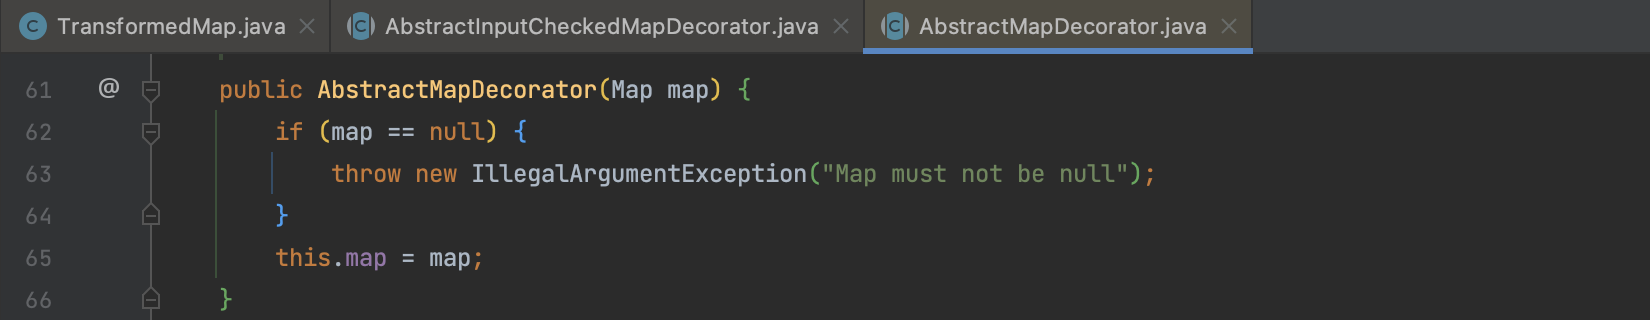 TransformedMap.java AbstractInputCheckedMapDecorator.java AbstractMapDecorator.java
61 @ public AbstractMapDecorator(Map map) {
62 if (map == null) {
63 throw new IllegalArgumentException("Map must not be null");
64 }
65 this.map = map;
66 }